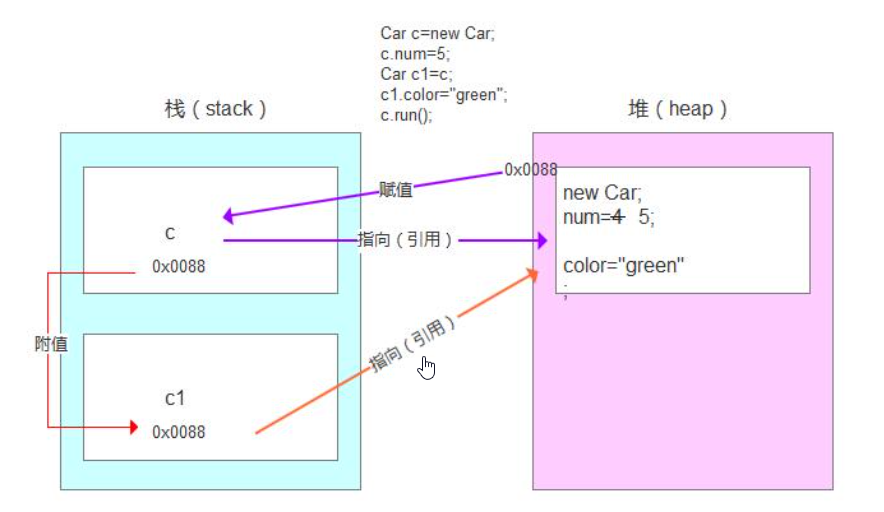 Car c=new Car;
c.num=5;
Car c1=c;
c1.color="green";
c.run();
栈 ( stack )
堆 ( heap )
0x0088
赋值
new Car;
num=4 5;
c
指向 ( 引用 )
0x0088
color="green"
;
附值
指向 ( 引用 )
c1
0x0088